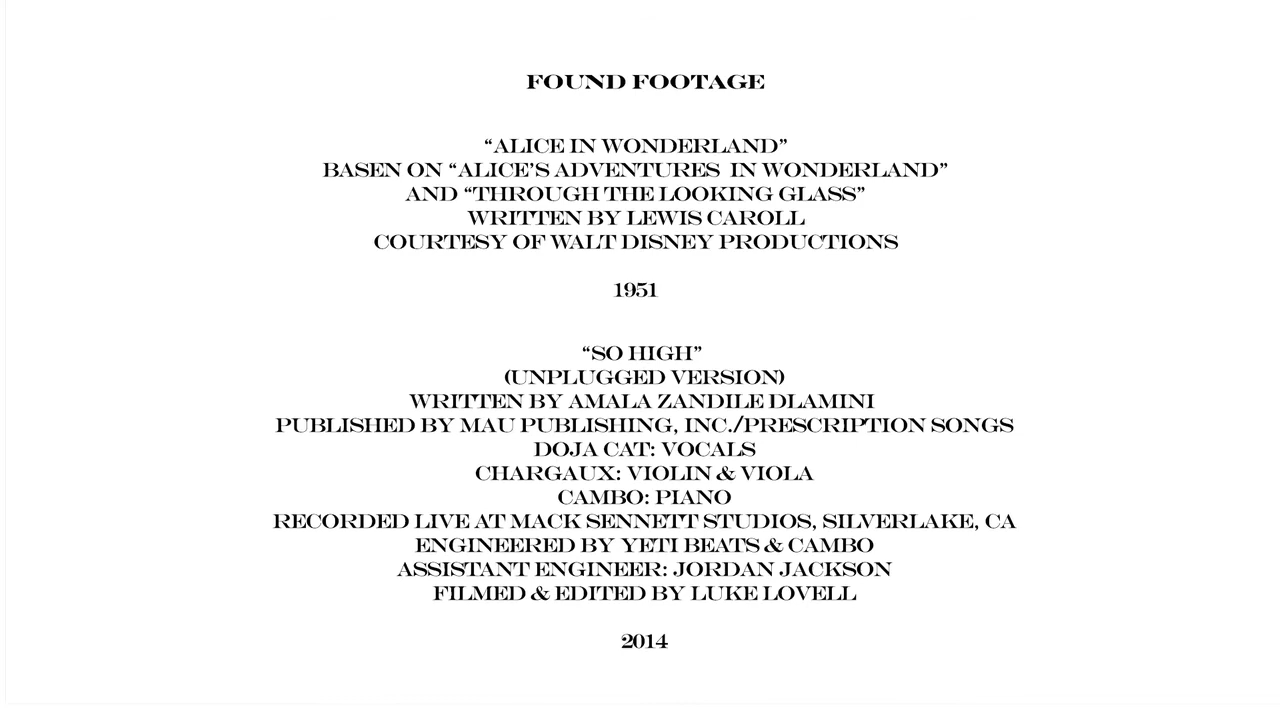 FOUND FOOTAGE
“ALICE IN WONDERLAND”
BASEN ON “ALICE’S ADVENTURES IN WONDERLAND”
AND “THROUGH THE LOOKING GLASS”
WRITTEN BY LEWIS CAROLL
COURTESY OF WALT DISNEY PRODUCTIONS
1951
“SO HIGH”
(UNPLUGGED VERSION)
WRITTEN BY AMALA ZANDILE DLAMINI
PUBLISHED BY MAU PUBLISHING, INC./PRESCRIPTION SONGS
DOJA CAT: VOCALS
CHARGAUX: VIOLIN & VIOLA
CAMBO: PIANO
RECORDED LIVE AT MACK SENNETT STUDIOS, SILVERLAKE, CA
ENGINEERED BY YETI BEATS & CAMBO
ASSISTANT ENGINEER: JORDAN JACKSON
FILMED & EDITED BY LUKE LOVELL
2014